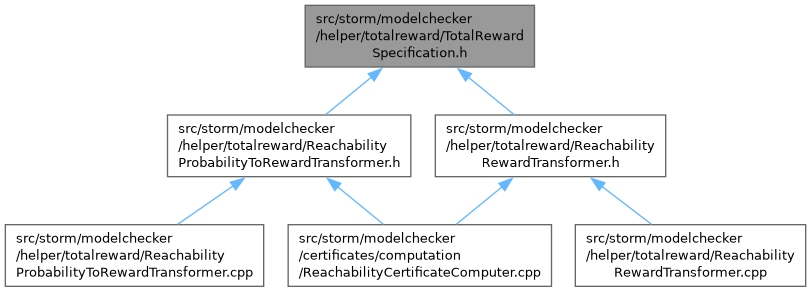 src/storm/modelchecker
/helper/totalreward/TotalReward
Specification.h
src/storm/modelchecker
/helper/totalreward/Reachability
ProbabilityToRewardTransformer.h
src/storm/modelchecker
/helper/totalreward/Reachability
RewardTransformer.h
src/storm/modelchecker
/helper/totalreward/Reachability
ProbabilityToRewardTransformer.cpp
src/storm/modelchecker
/certificates/computation
/ReachabilityCertificateComputer.cpp
src/storm/modelchecker
/helper/totalreward/Reachability
RewardTransformer.cpp